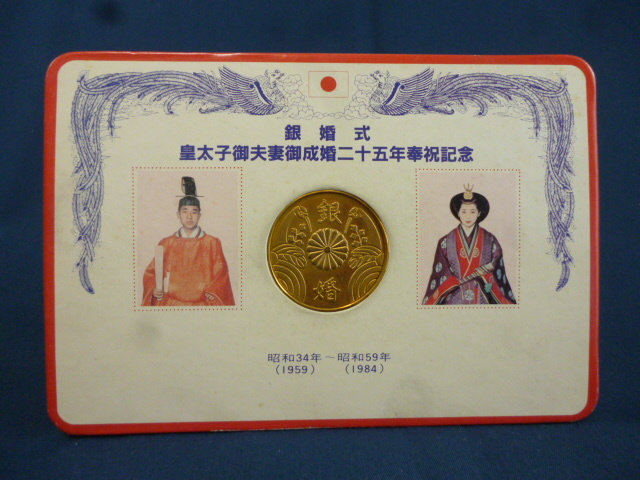 銀婚式
皇太子御夫妻御成婚二十五年奉祝記念
銀
婚
昭和34年～昭和59年
(1959) (1984)